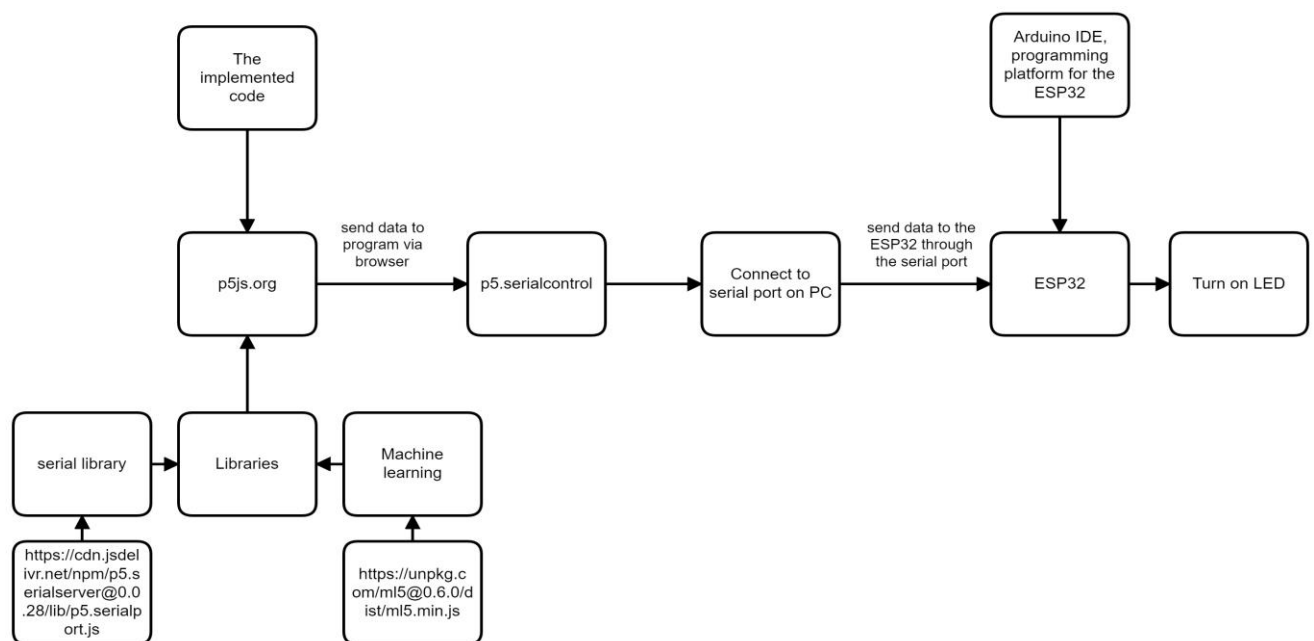 The
implemented
code
Arduino IDE,
programming
platform for the
ESP32
p5js.org
send data to
program via
browser
p5.serialcontrol
Connect to
serial port on PC
send data to the
ESP32 through
the serial port
ESP32
Turn on LED
serial library
Libraries
Machine
learning
https://cdn.jsdel
ivr.net/npm/p5.s
erialserver@0.0
.28/lib/p5.serialp
ort.js
https://unpkg.c
om/ml5@0.6.0/d
ist/ml5.min.js